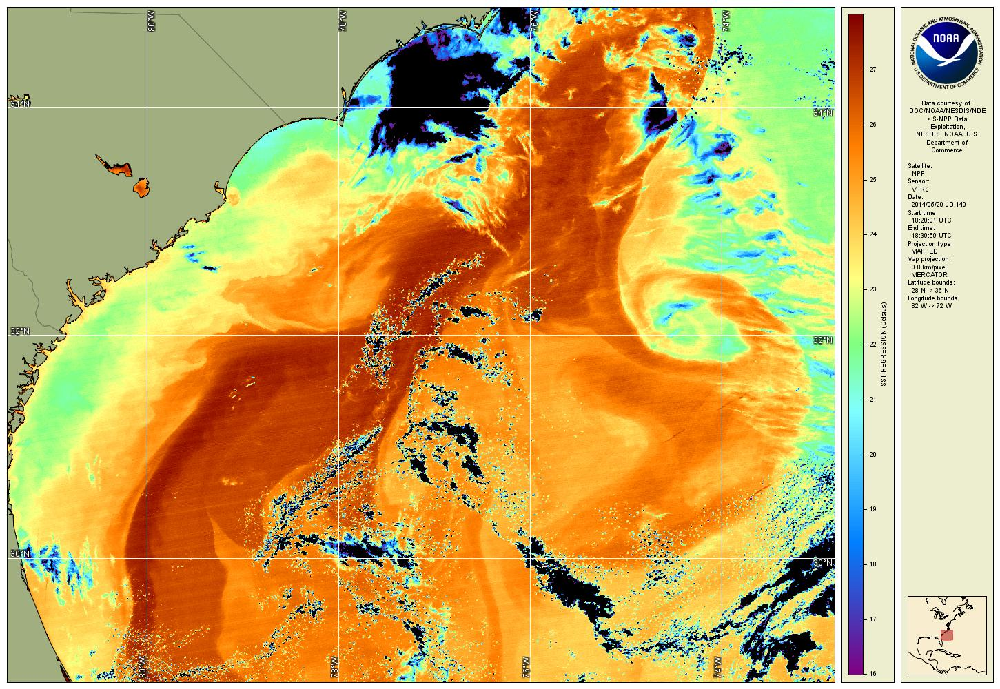 80°W
78°W
76°W
74°W
34°N
34°N
32°N
32°N
30°N
30°N
80°W
78°W
76°W
74°W
27
26
25
24
23
22
21
20
19
18
17
16
SST REGRESSION (Celsius)
NATIONAL OCEANIC AND ATMOSPHERIC ADMINISTRATION
NOAA
U.S. DEPARTMENT OF COMMERCE
Data courtesy of:
DOC/NOAA/NESDIS/NDE
> S-NPP Data
Exploitation,
NESDIS, NOAA, U.S.
Department of
Commerce
Satellite:
NPP
Sensor:
VIIRS
Date:
2014/05/20 JD 140
Start time:
18:20:01 UTC
End time:
18:39:59 UTC
Projection type:
MAPPED
Map projection:
0.8 km/pixel
MERCATOR
Latitude bounds:
28 N -> 36 N
Longitude bounds:
82 W -> 72 W